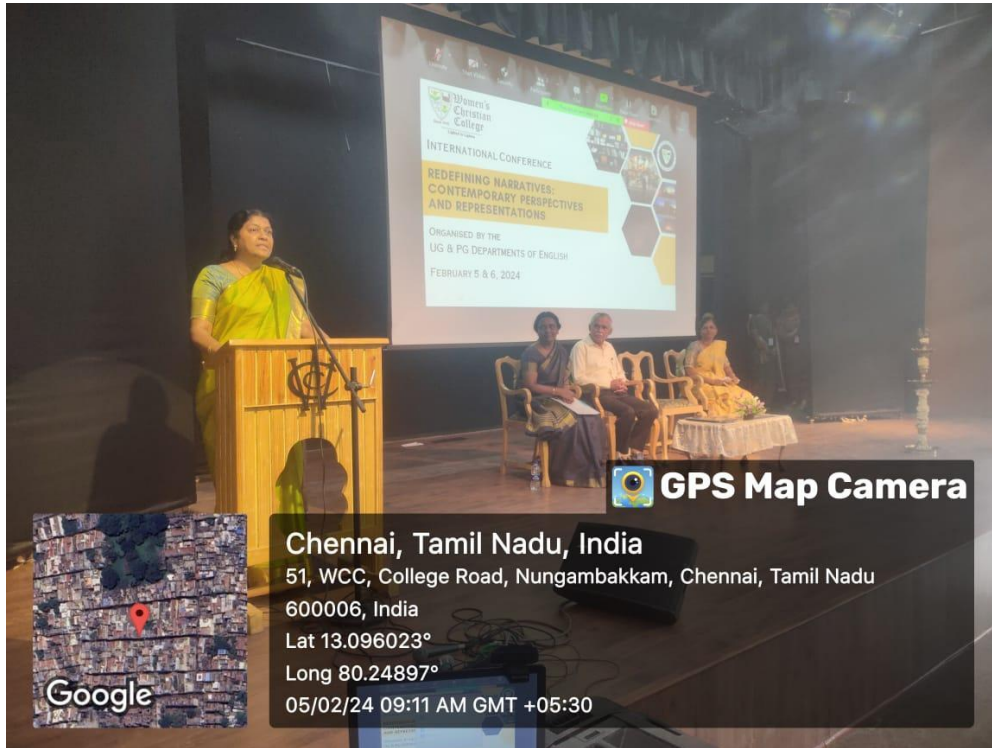 Women's
Christian
College
INTERNATIONAL CONFERENCE
REDEFINING NARRATIVES:
CONTEMPORARY PERSPECTIVES
AND REPRESENTATIONS
ORGANISED BY THE
UG & PG DEPARTMENTS OF ENGLISH
FEBRUARY 5 & 6, 2024
GPS Map Camera
Google
Chennai, Tamil Nadu, India
51, WCC, College Road, Nungambakkam, Chennai, Tamil Nadu
600006, India
Lat 13.096023°
Long 80.24897°
05/02/24 09:11 AM GMT +05:30